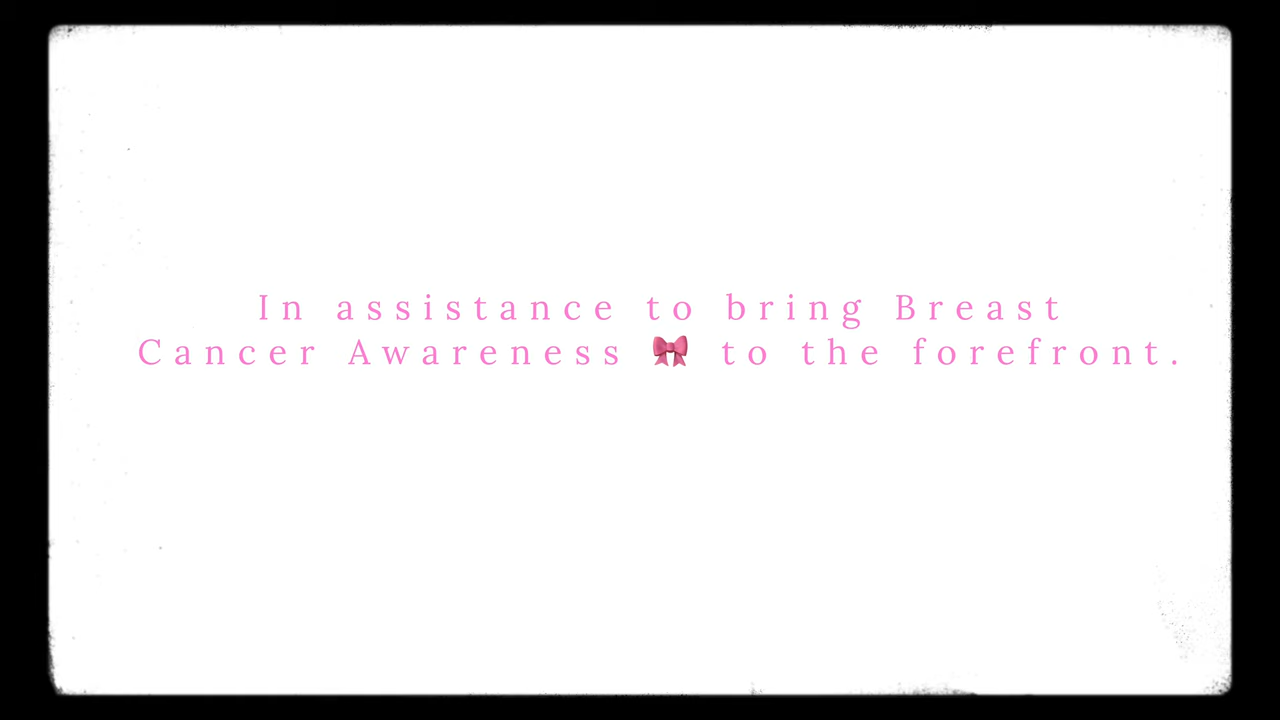 In assistance to bring Breast
Cancer Awareness 🎀 to the forefront.